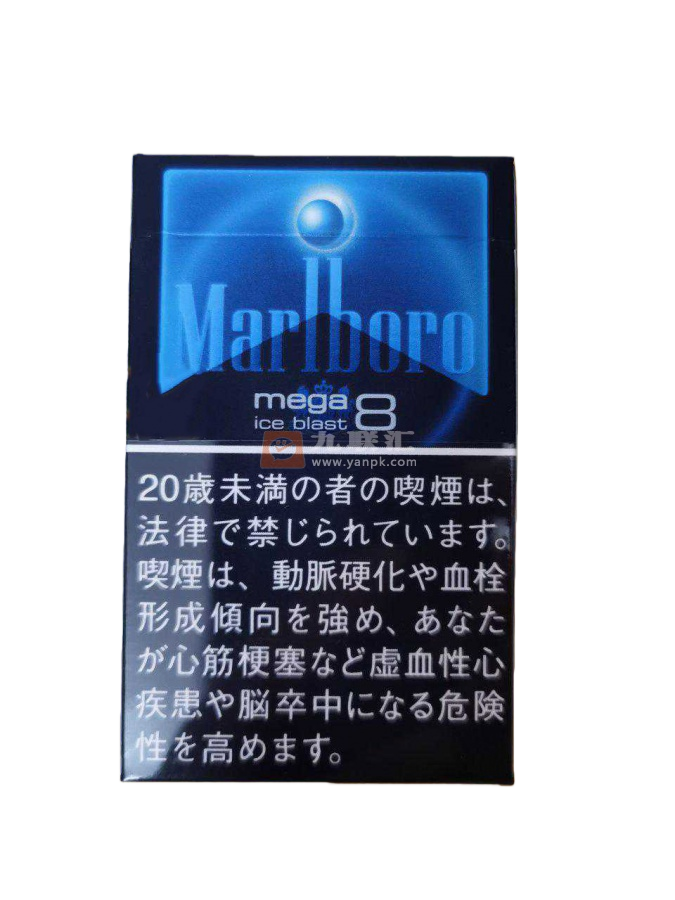 Marlboro
mega 8
ice blast
九联汇
www.yanpk.com
20歳未満の者の喫煙は、
法律で禁じられています。
喫煙は、動脈硬化や血栓
形成傾向を強め、あなた
が心筋梗塞など虚血性心
疾患や脳卒中になる危険
性を高めます。